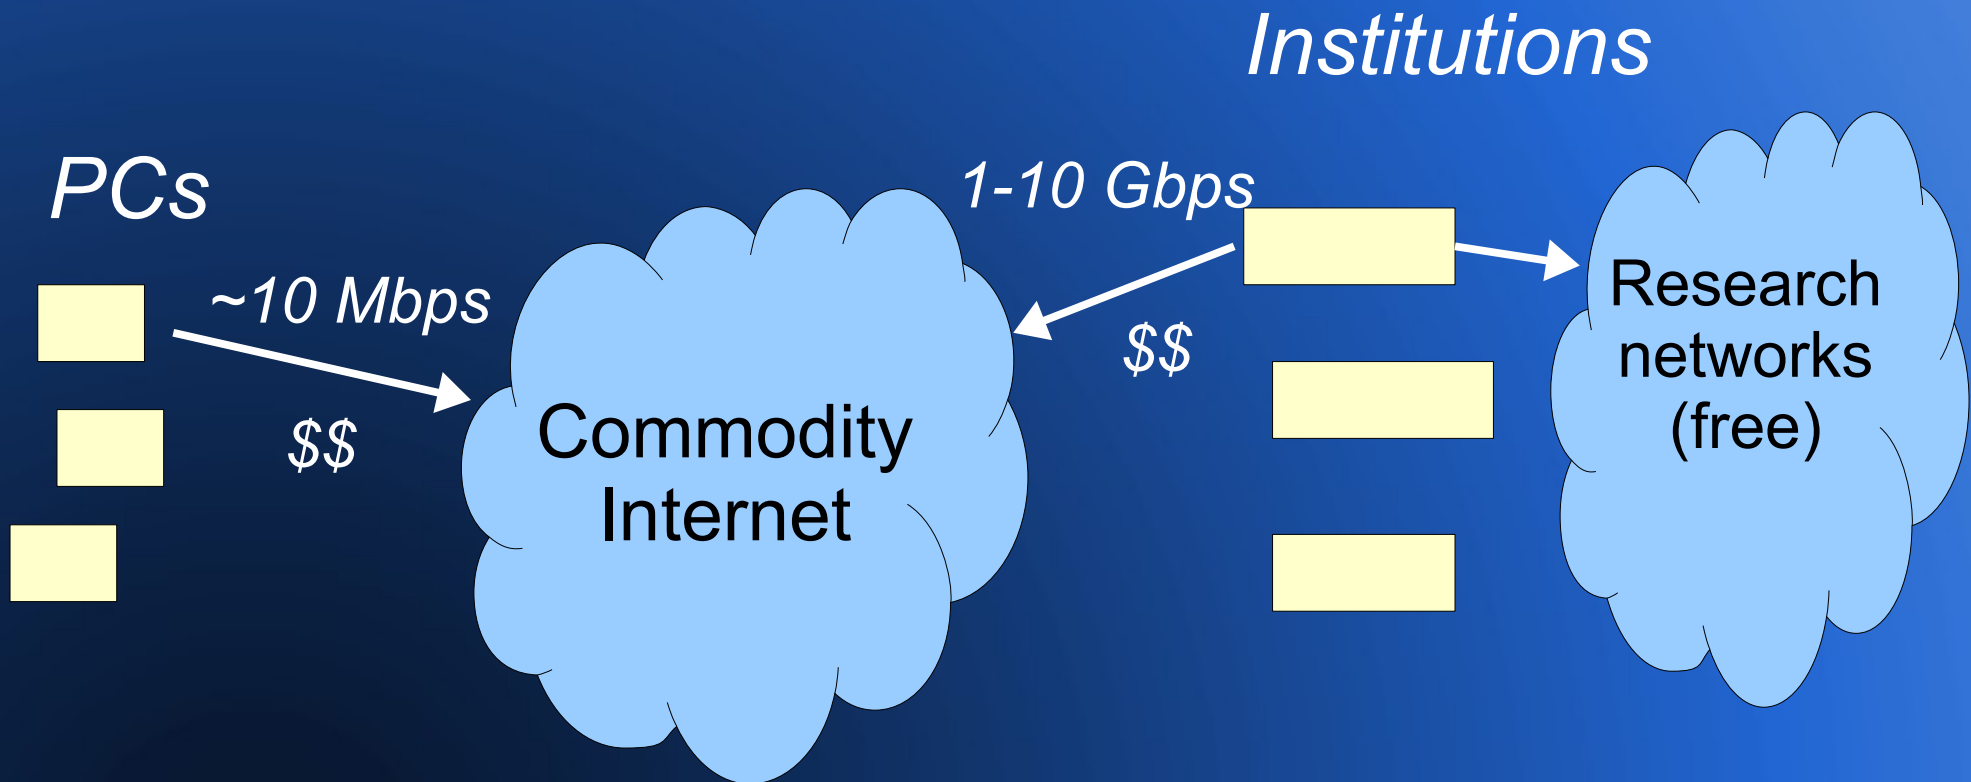 Institutions
PCs
1-10 Gbps
~10 Mbps
$$
$$
Commodity
Internet
Research
networks
(free)